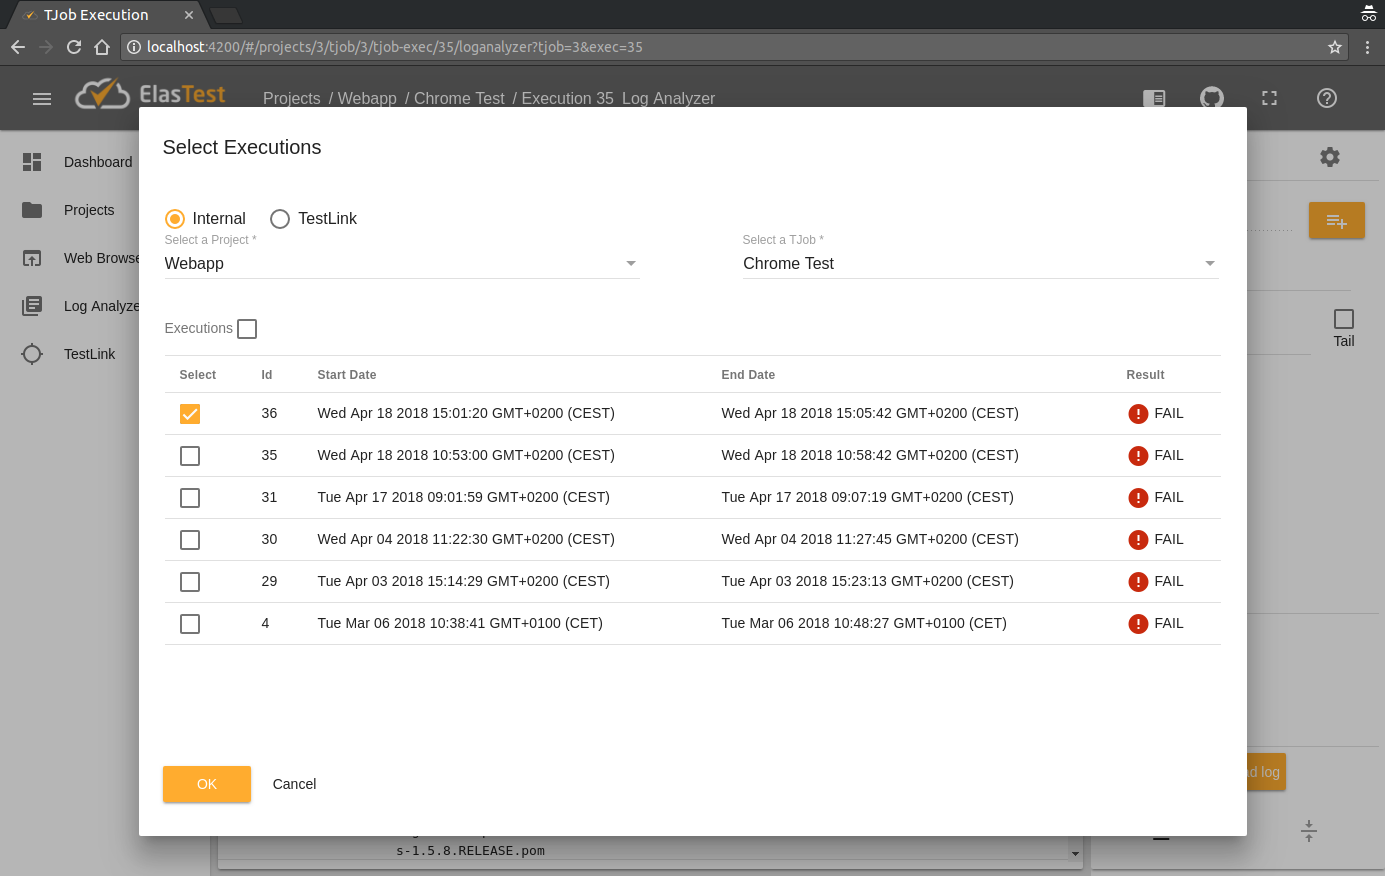 TJob Execution
localhost:4200/#/projects/3/tjob/3/tjob-exec/35/loganalyzer?tjob=3&exec=35
ElasTest
Projects / Webapp / Chrome Test / Execution 35 Log Analyzer
Select Executions
Dashboard
Projects
Web Browse
Log Analyze
TestLink
Internal
TestLink
Select a Project *
Select a TJob *
Webapp
Chrome Test
Executions
Tail
Select Id Start Date End Date Result
36 Wed Apr 18 2018 15:01:20 GMT+0200 (CEST) Wed Apr 18 2018 15:05:42 GMT+0200 (CEST) FAIL
35 Wed Apr 18 2018 10:53:00 GMT+0200 (CEST) Wed Apr 18 2018 10:58:42 GMT+0200 (CEST) FAIL
31 Tue Apr 17 2018 09:01:59 GMT+0200 (CEST) Tue Apr 17 2018 09:07:19 GMT+0200 (CEST) FAIL
30 Wed Apr 04 2018 11:22:30 GMT+0200 (CEST) Wed Apr 04 2018 11:27:45 GMT+0200 (CEST) FAIL
29 Tue Apr 03 2018 15:14:29 GMT+0200 (CEST) Tue Apr 03 2018 15:23:13 GMT+0200 (CEST) FAIL
4 Tue Mar 06 2018 10:38:41 GMT+0100 (CET) Tue Mar 06 2018 10:48:27 GMT+0100 (CET) FAIL
ad log
OK
Cancel
s-1.5.8.RELEASE.pom